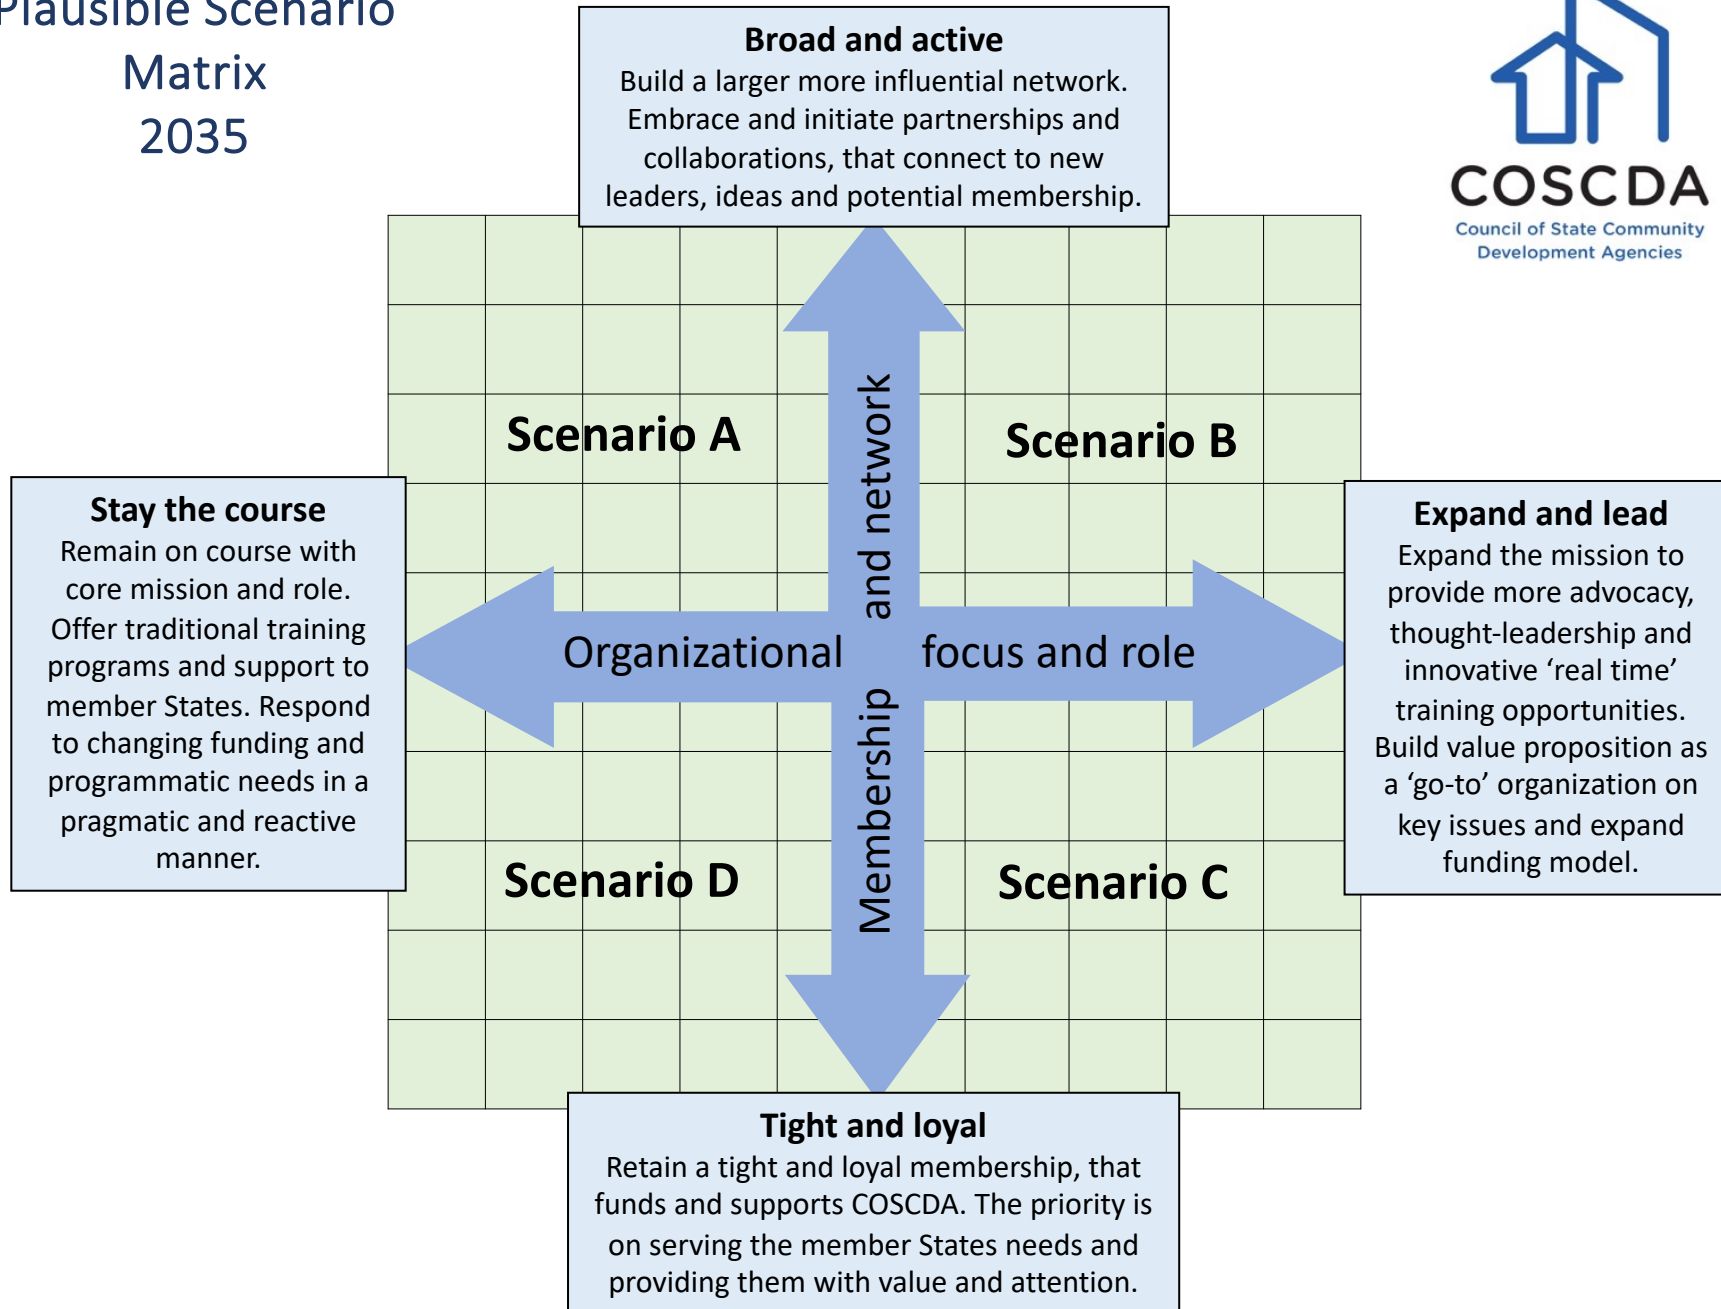 Plausible Scenario
Matrix
2035
Broad and active
Build a larger more influential network.
Embrace and initiate partnerships and
collaborations, that connect to new
leaders, ideas and potential membership.
COSCDA
Council of State Community
Development Agencies
Scenario A
Scenario B
Stay the course
Remain on course with
core mission and role.
Offer traditional training
programs and support to
member States. Respond
to changing funding and
programmatic needs in a
pragmatic and reactive
manner.
Membership and network
Organizational focus and role
Expand and lead
Expand the mission to
provide more advocacy,
thought-leadership and
innovative ‘real time’
training opportunities.
Build value proposition as
a ‘go-to’ organization on
key issues and expand
funding model.
Scenario D
Scenario C
Tight and loyal
Retain a tight and loyal membership, that
funds and supports COSCDA. The priority is
on serving the member States needs and
providing them with value and attention.